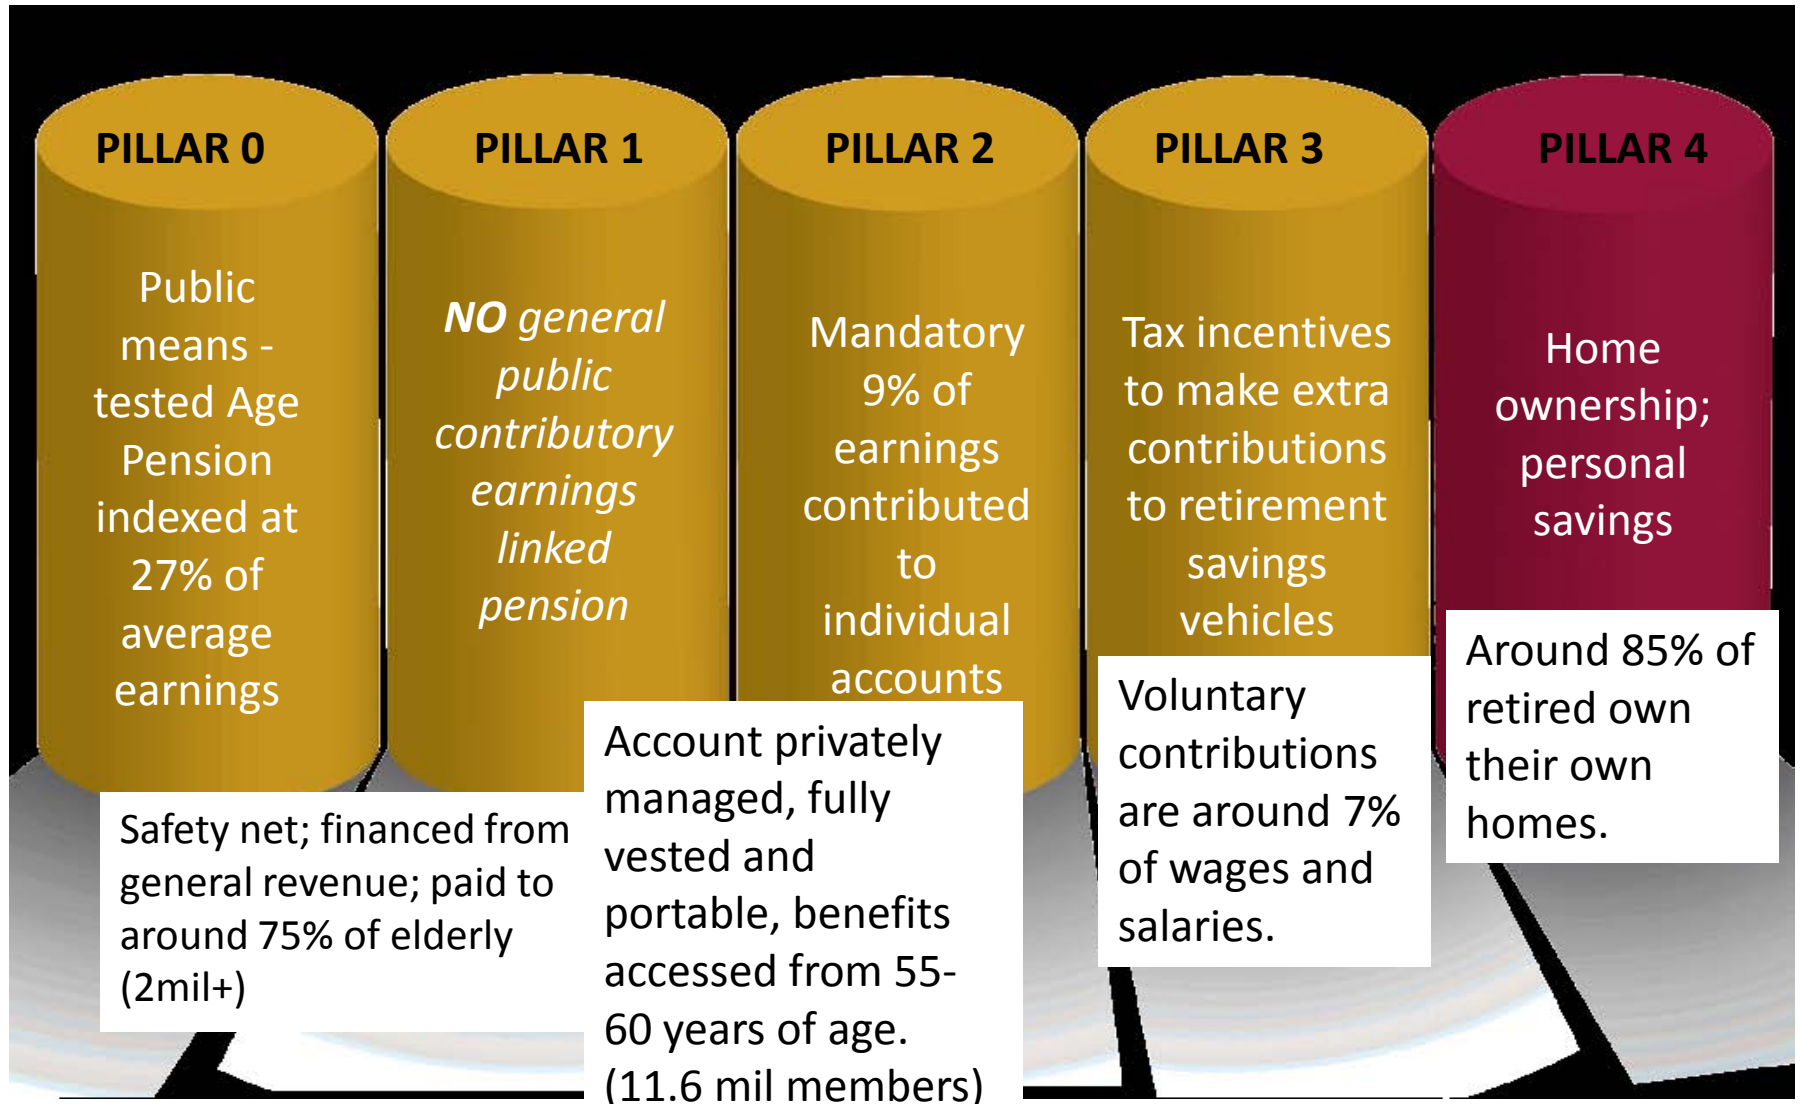 PILLAR 0
Public
means -
tested Age
Pension
indexed at
27% of
average
earnings
Safety net; financed from
general revenue; paid to
around 75% of elderly
(2mil+)
PILLAR 1
NO general
public
contributory
earnings
linked
pension
PILLAR 2
Mandatory
9% of
earnings
contributed
to
individual
accounts
Account privately
managed, fully
vested and
portable, benefits
accessed from 55-
60 years of age.
(11.6 mil members)
PILLAR 3
Tax incentives
to make extra
contributions
to retirement
savings
vehicles
Voluntary
contributions
are around 7%
of wages and
salaries.
PILLAR 4
Home
ownership;
personal
savings
Around 85% of
retired own
their own
homes.